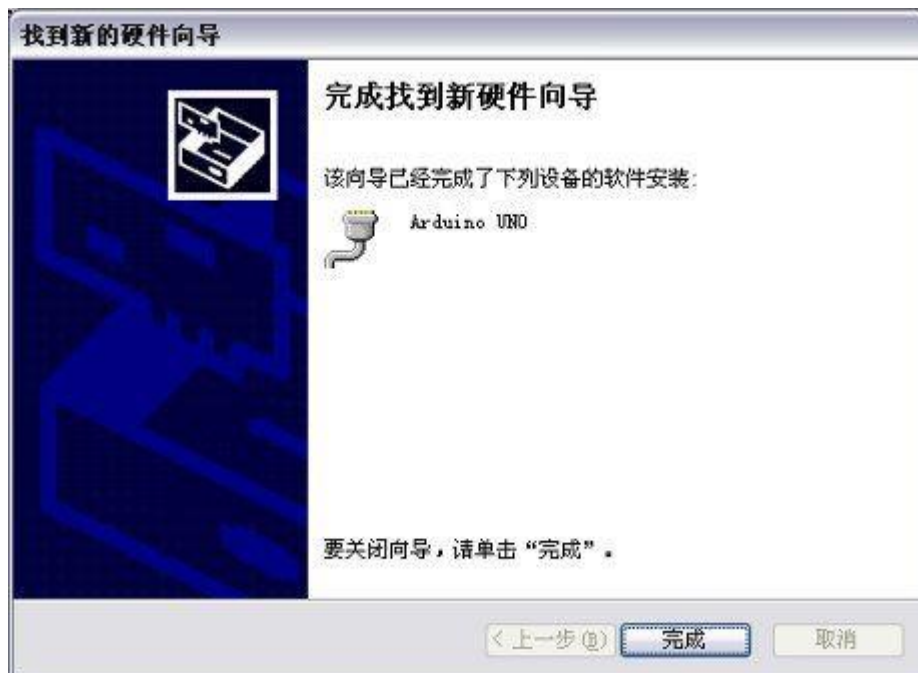 找到新的硬件向导
完成找到新硬件向导
该向导已经完成了下列设备的软件安装:
Arduino UNO
要关闭向导，请单击“完成”。
< 上一步(B)
完成
取消